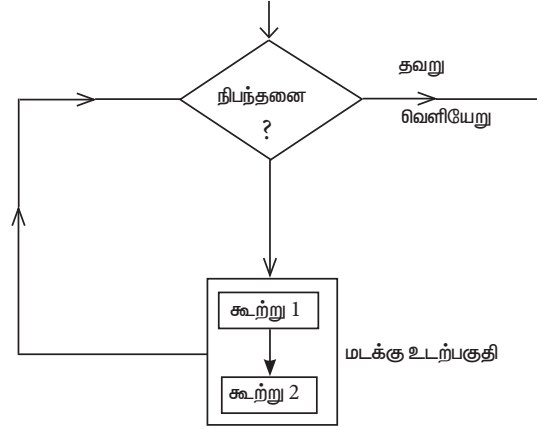 தவறு
நிபந்தனை
வெளியேறு
?
கூற்று 1
மடக்கு உடற்பகுதி
கூற்று 2